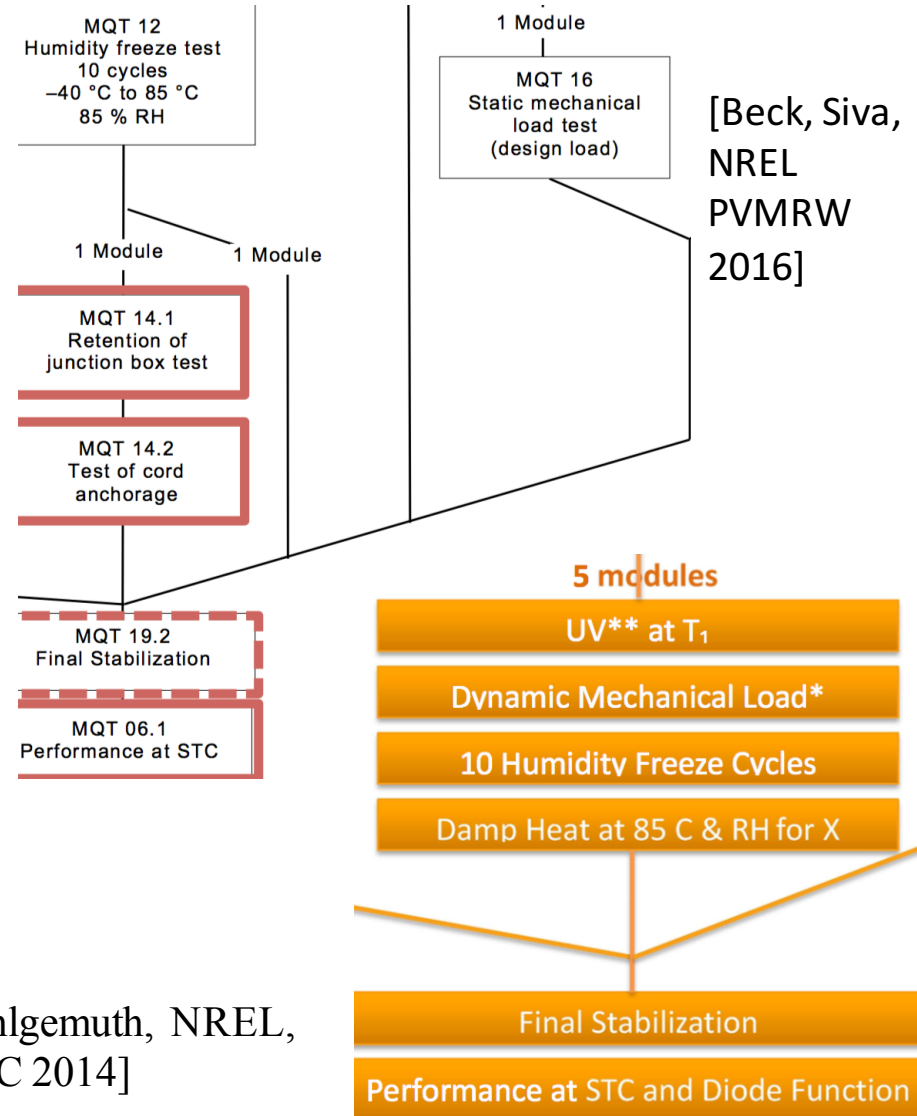 MQT 12
Humidity freeze test
10 cycles
–40 °C to 85 °C
85 % RH
1 Module
MQT 16
Static mechanical
load test
(design load)
[Beck, Siva,
NREL
PVMRW
2016]
1 Module
1 Module
MQT 14.1
Retention of
junction box test
MQT 14.2
Test of cord
anchorage
MQT 19.2
Final Stabilization
MQT 06.1
Performance at STC
5 modules
UV** at T₁
Dynamic Mechanical Load*
10 Humidity Freeze Cycles
Damp Heat at 85 C & RH for X
Final Stabilization
Performance at STC and Diode Function
hlgemuth, NREL,
C 2014]